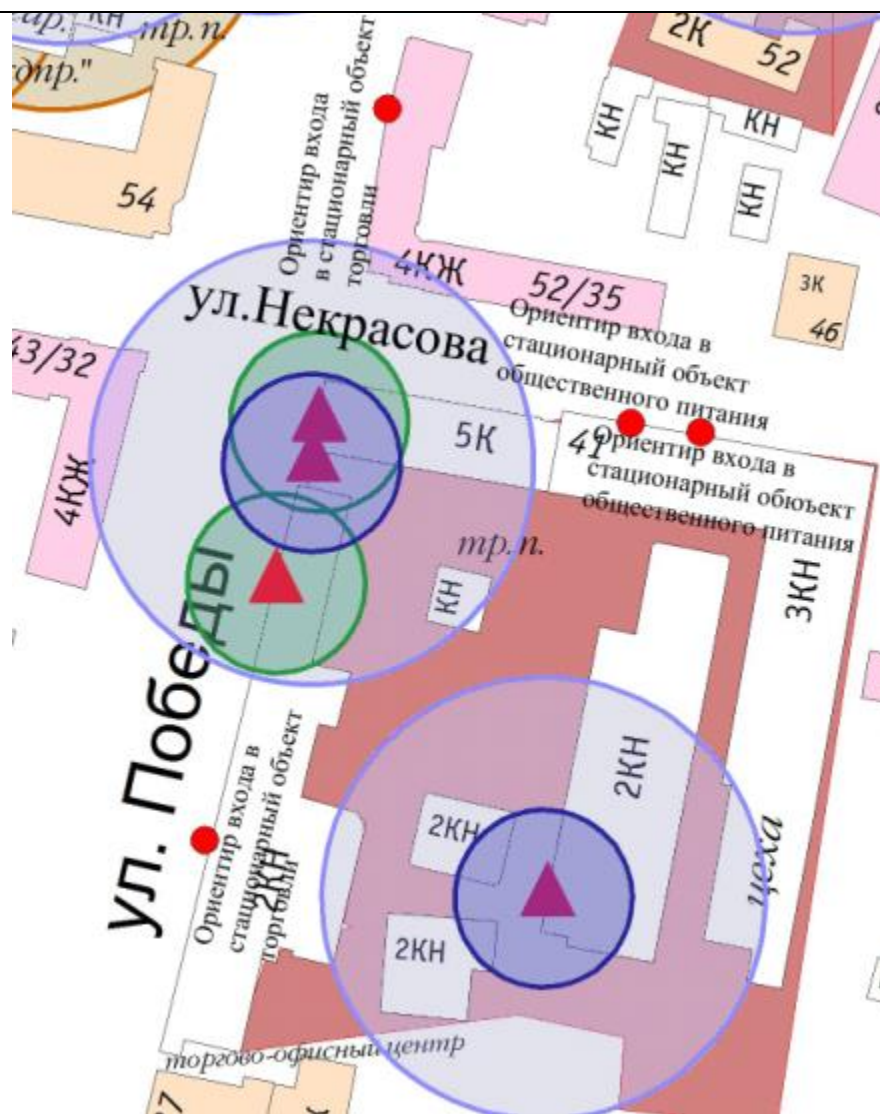 КН
тр. п.
2К
52
КН
КН
КН
КН
54
Ориентир входа
в стационарный объект
торговли
4КЖ
52/35
3К
46
ул.Некрасова
Ориентир входа в
стационарный объект
общественного питания
43/32
4КЖ
5К
41
Ориентир входа в
стационарный обюъект
общественного питания
тр. п.
КН
3КН
ул. Победы
2КН
Ориентир входа в
стационарный объект
торговли
2КН
2КН
2КН
цеха
торгово-офисный центр